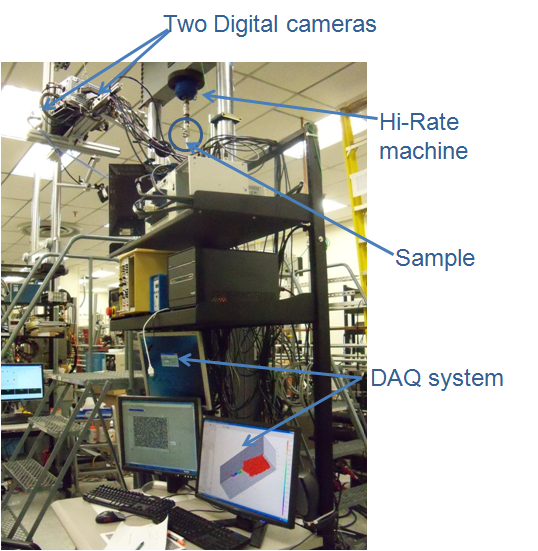 Two Digital cameras
Hi-Rate
machine
Sample
DAQ system